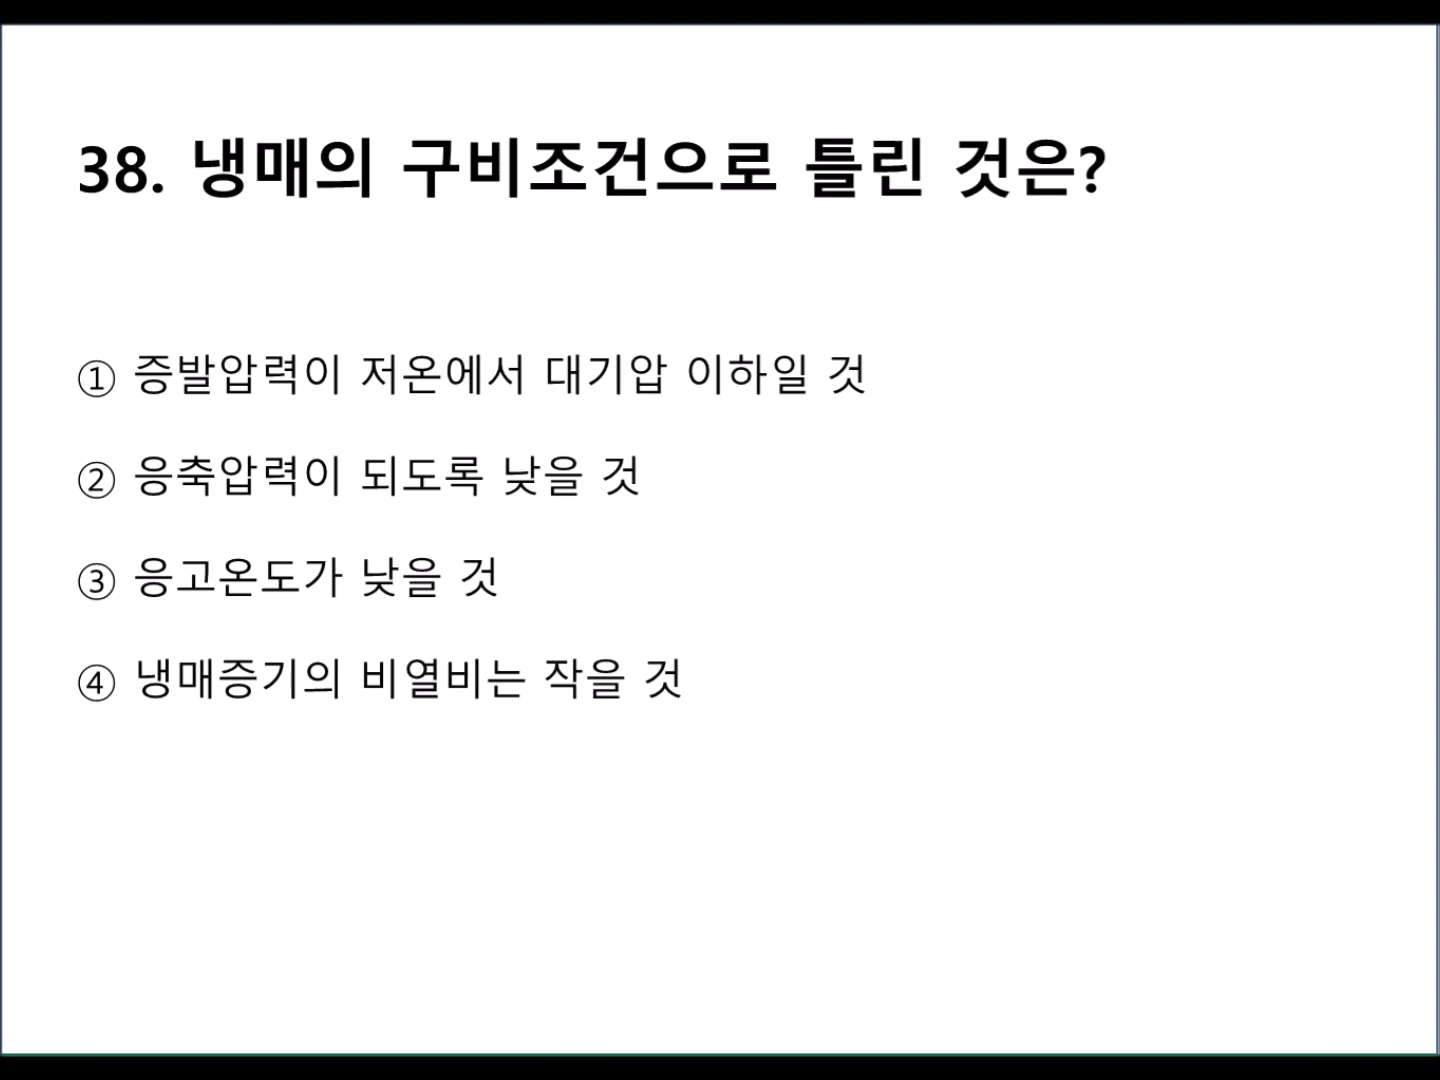 38. 냉매의 구비조건으로 틀린 것은?
① 증발압력이 저온에서 대기압 이하일 것
② 응축압력이 되도록 낮을 것
③ 응고온도가 낮을 것
④ 냉매증기의 비열비는 작을 것